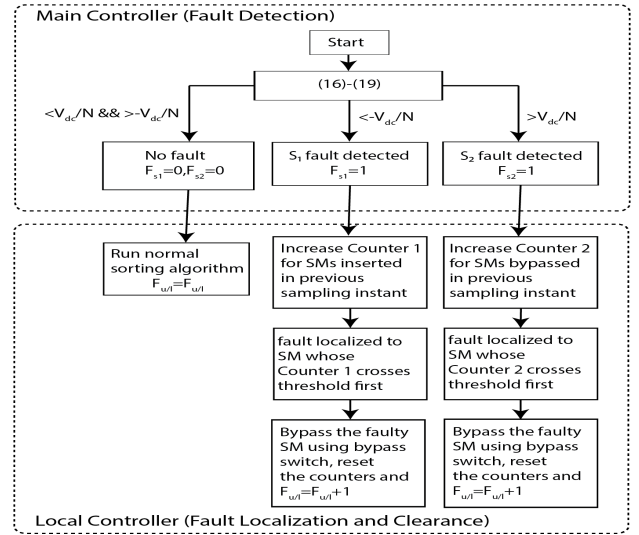 Main Controller (Fault Detection)
Start
(16)-(19)
<Vdc/N && >-Vdc/N
<-Vdc/N
>Vdc/N
No fault
Fs1=0,Fs2=0
S1 fault detected
Fs1=1
S2 fault detected
Fs2=1
Run normal
sorting algorithm
Fu/l=Fu/l
Increase Counter 1
for SMs inserted
in previous
sampling instant
Increase Counter 2
for SMs bypassed
in previous
sampling instant
fault localized to
SM whose
Counter 1 crosses
threshold first
fault localized to
SM whose
Counter 2 crosses
threshold first
Bypass the faulty
SM using bypass
switch, reset
the counters and
Fu/l=Fu/l+1
Bypass the faulty
SM using bypass
switch, reset
the counters and
Fu/l=Fu/l+1
Local Controller (Fault Localization and Clearance)